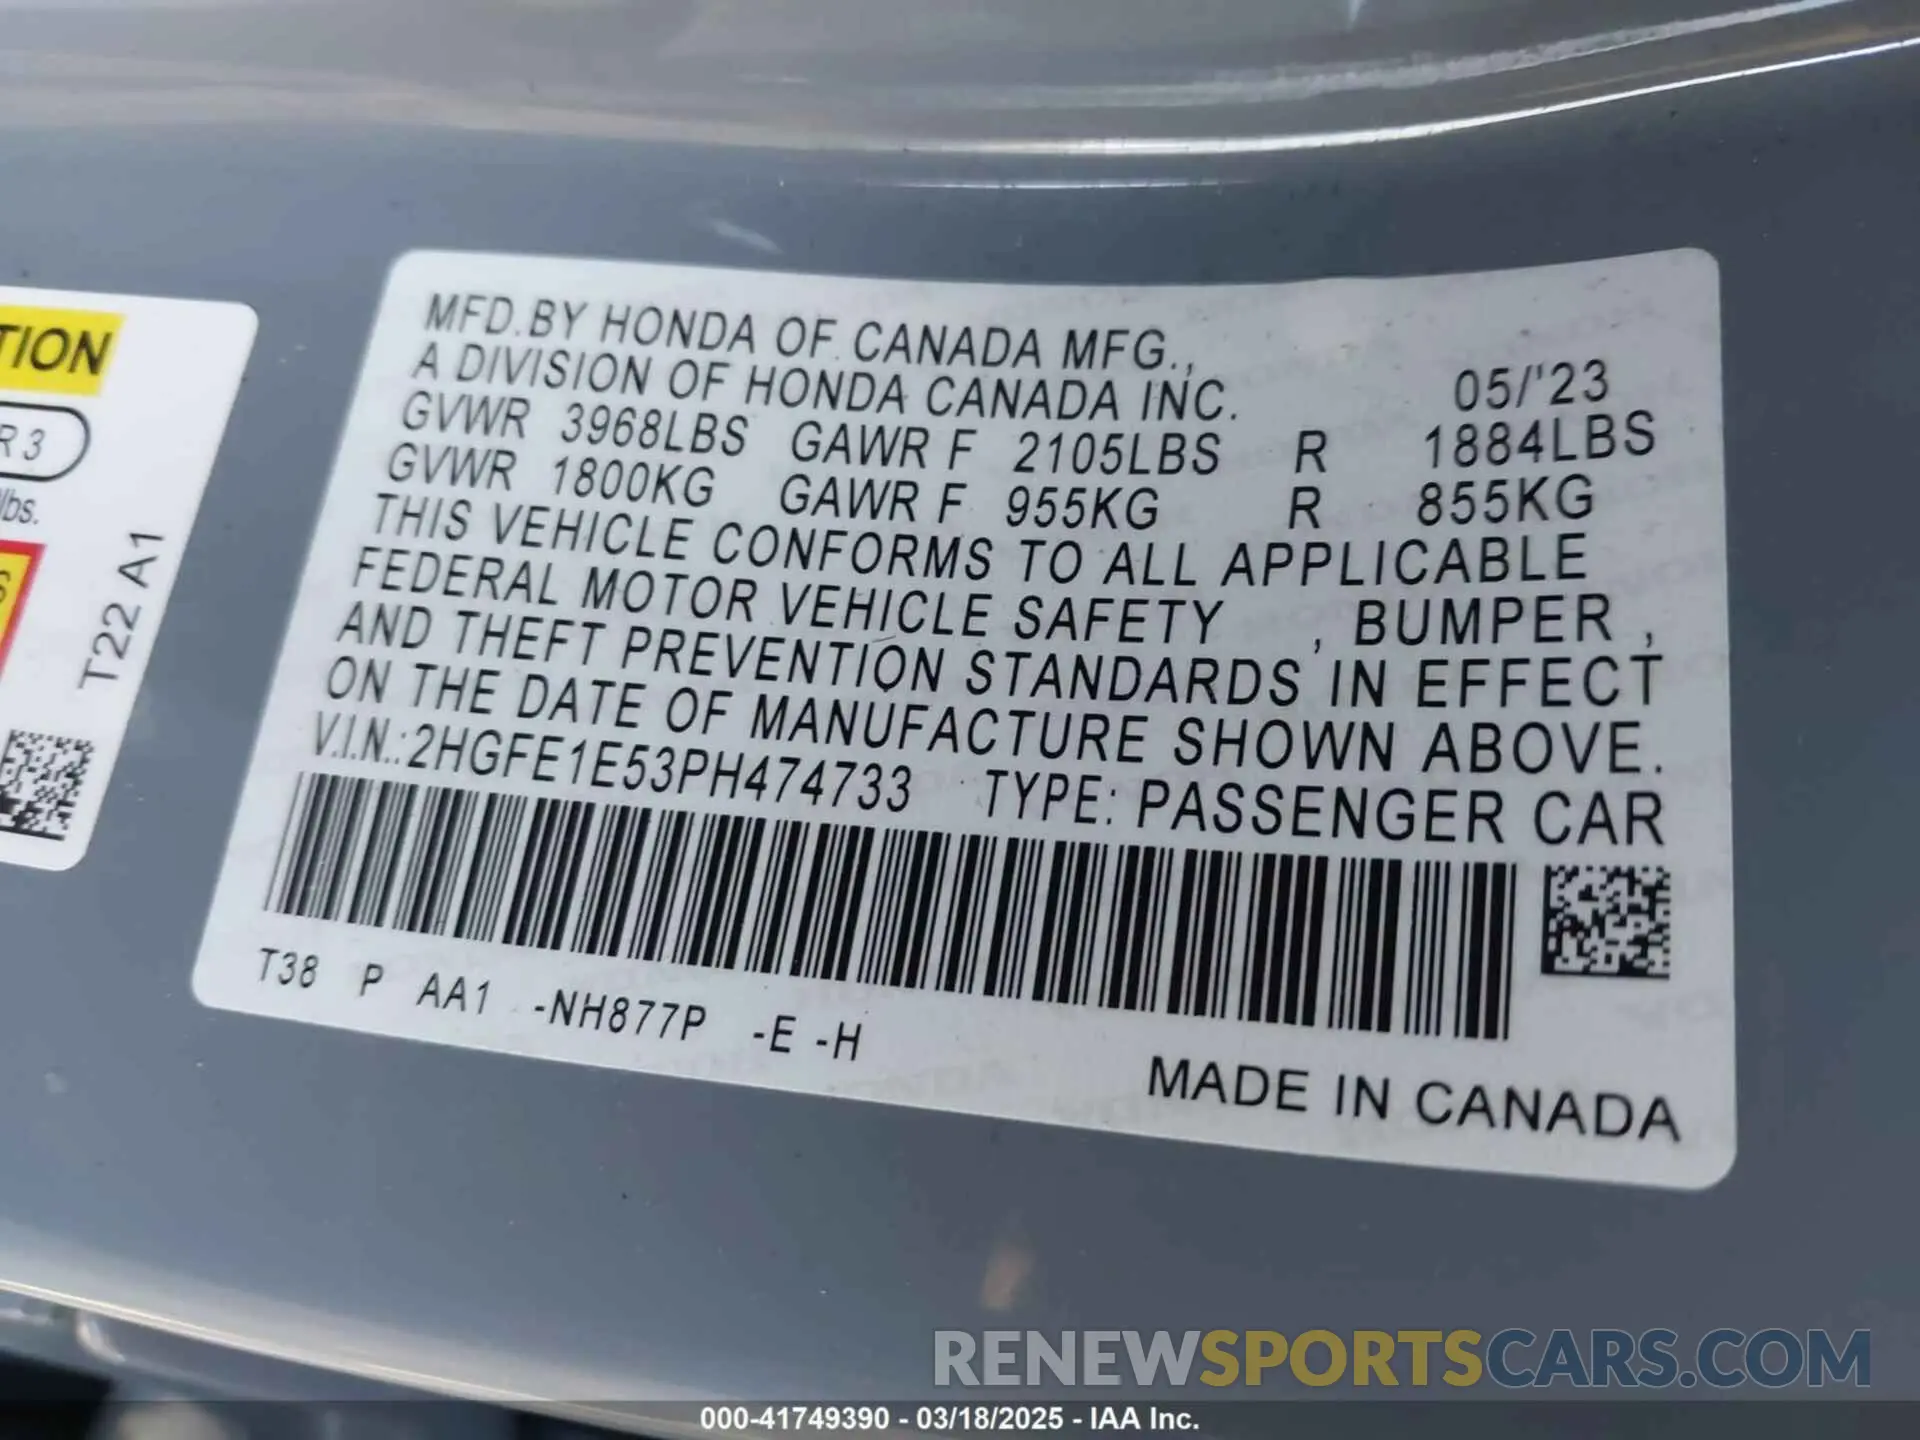 TION
R 3
lbs.
S
T22 A1
MFD.BY HONDA OF CANADA MFG.,
A DIVISION OF HONDA CANADA INC. 05/'23
GVWR 3968LBS GAWR F 2105LBS R 1884LBS
GVWR 1800KG GAWR F 955KG R 855KG
THIS VEHICLE CONFORMS TO ALL APPLICABLE
FEDERAL MOTOR VEHICLE SAFETY , BUMPER ,
AND THEFT PREVENTION STANDARDS IN EFFECT
ON THE DATE OF MANUFACTURE SHOWN ABOVE.
V.I.N.:2HGFE1E53PH474733 TYPE: PASSENGER CAR
T38 P AA1 -NH877P -E -H
MADE IN CANADA
RENEWSPORTSCARS.COM
000-41749390 - 03/18/2025 - IAA Inc.